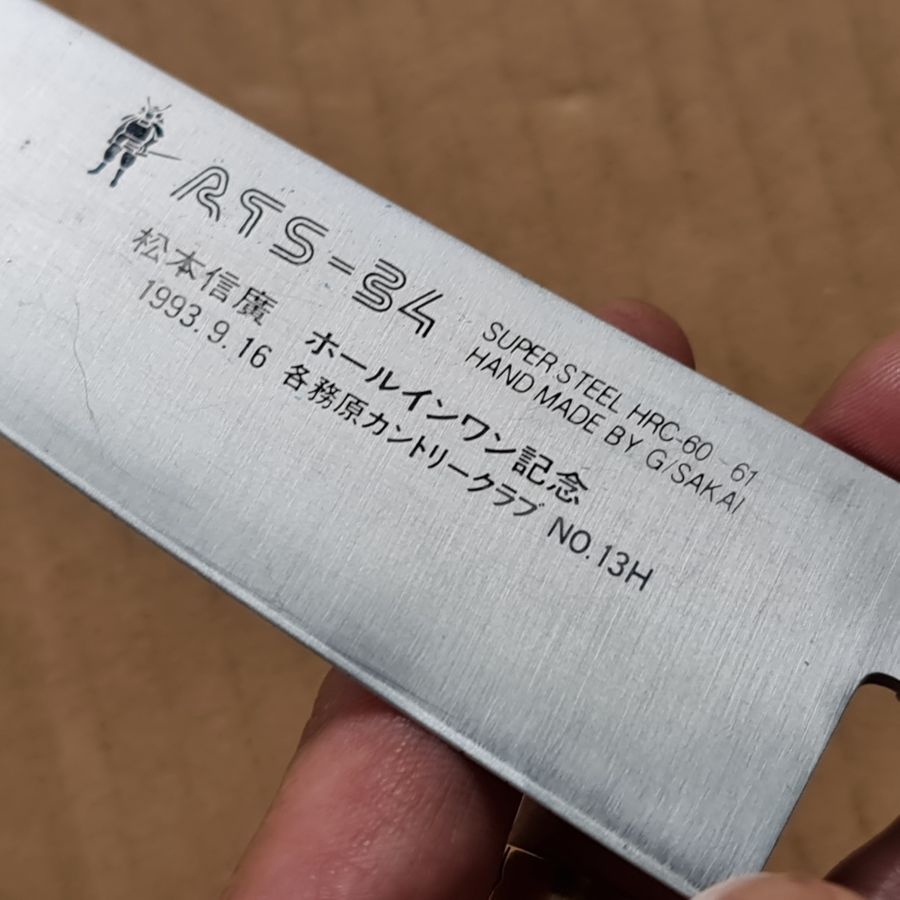 ATS-34
SUPER STEEL HRC-60-61
HAND MADE BY G/SAKAI
松本信廣 ホールインワン記念
1993.9.16 各務原カントリークラブ NO.13H